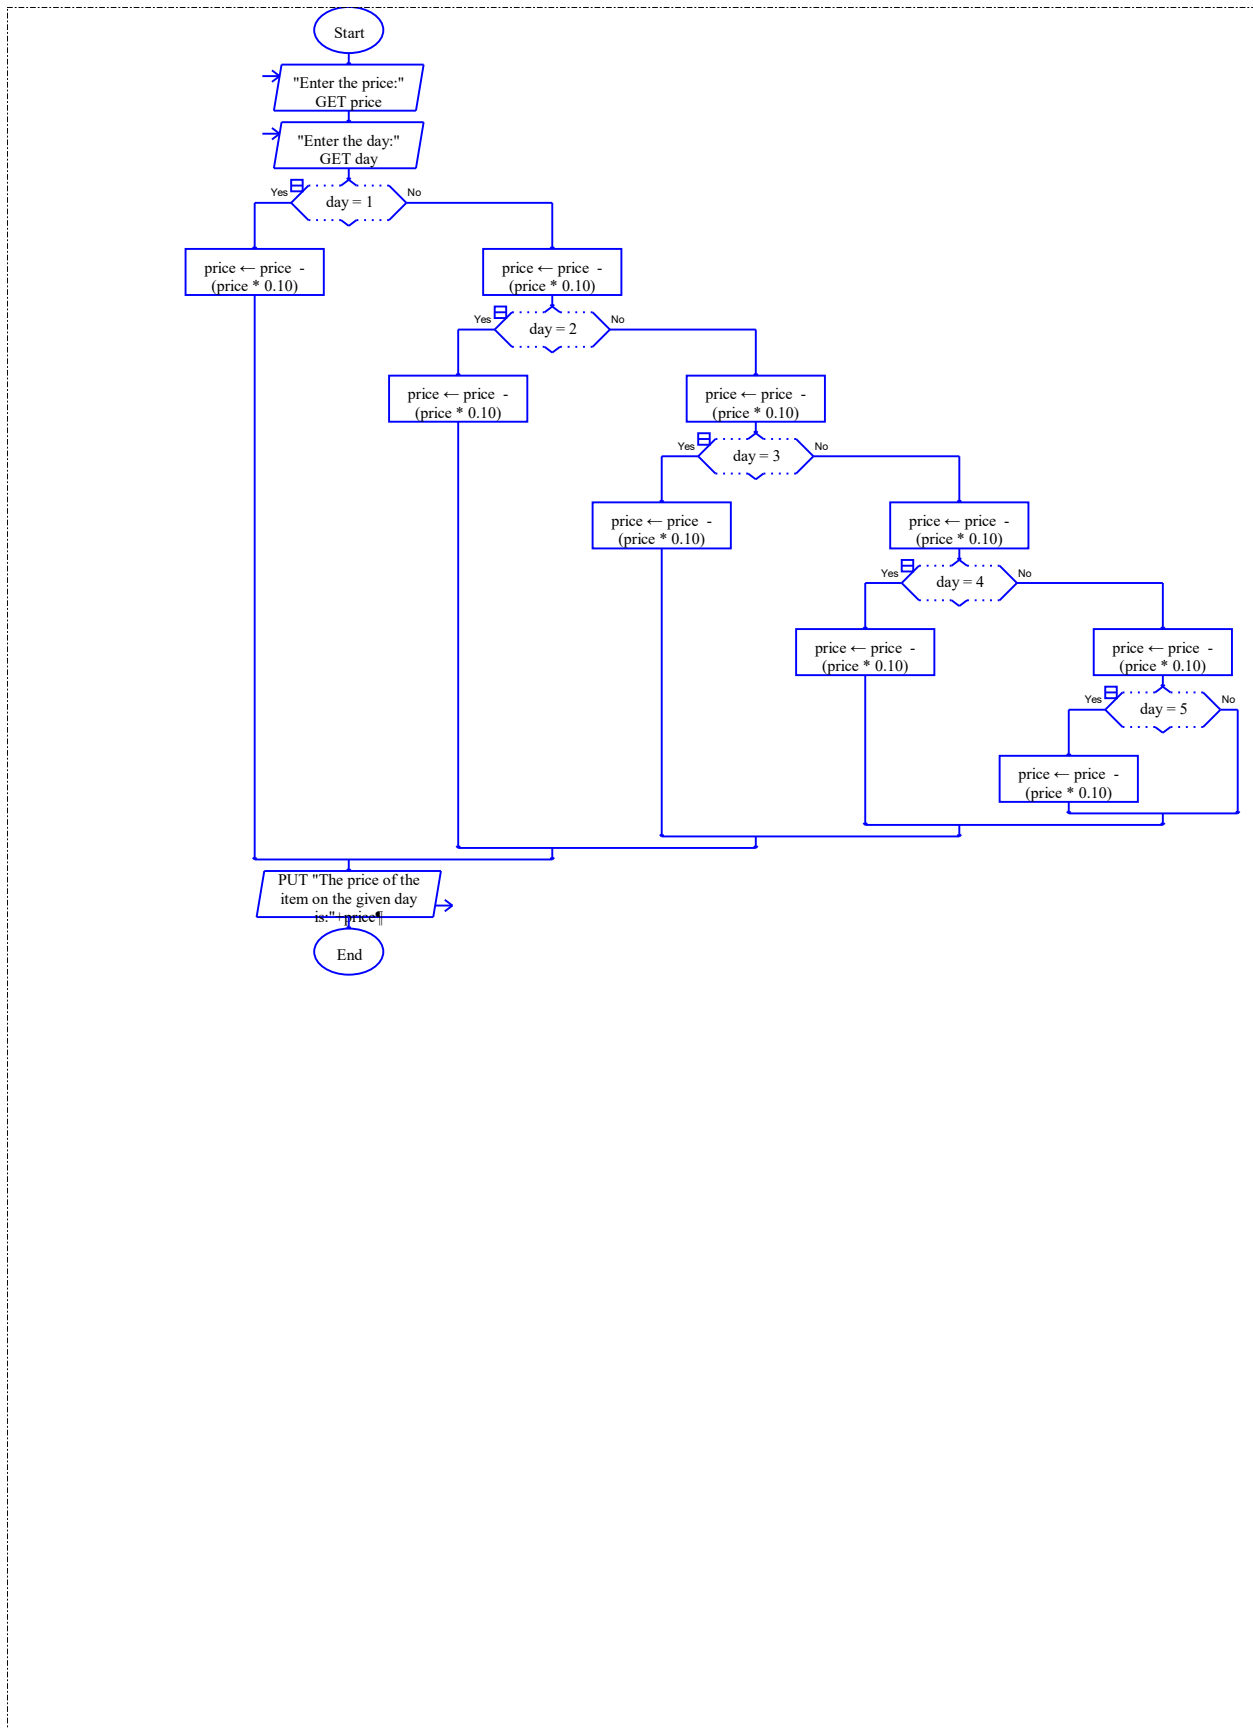 Start
"Enter the price:"
GET price
"Enter the day:"
GET day
Yes
day = 1
No
price ← price -
(price * 0.10)
price ← price -
(price * 0.10)
Yes
day = 2
No
price ← price -
(price * 0.10)
price ← price -
(price * 0.10)
Yes
day = 3
No
price ← price -
(price * 0.10)
price ← price -
(price * 0.10)
Yes
day = 4
No
price ← price -
(price * 0.10)
price ← price -
(price * 0.10)
Yes
day = 5
No
price ← price -
(price * 0.10)
PUT "The price of the
item on the given day
is:"+price¶
End